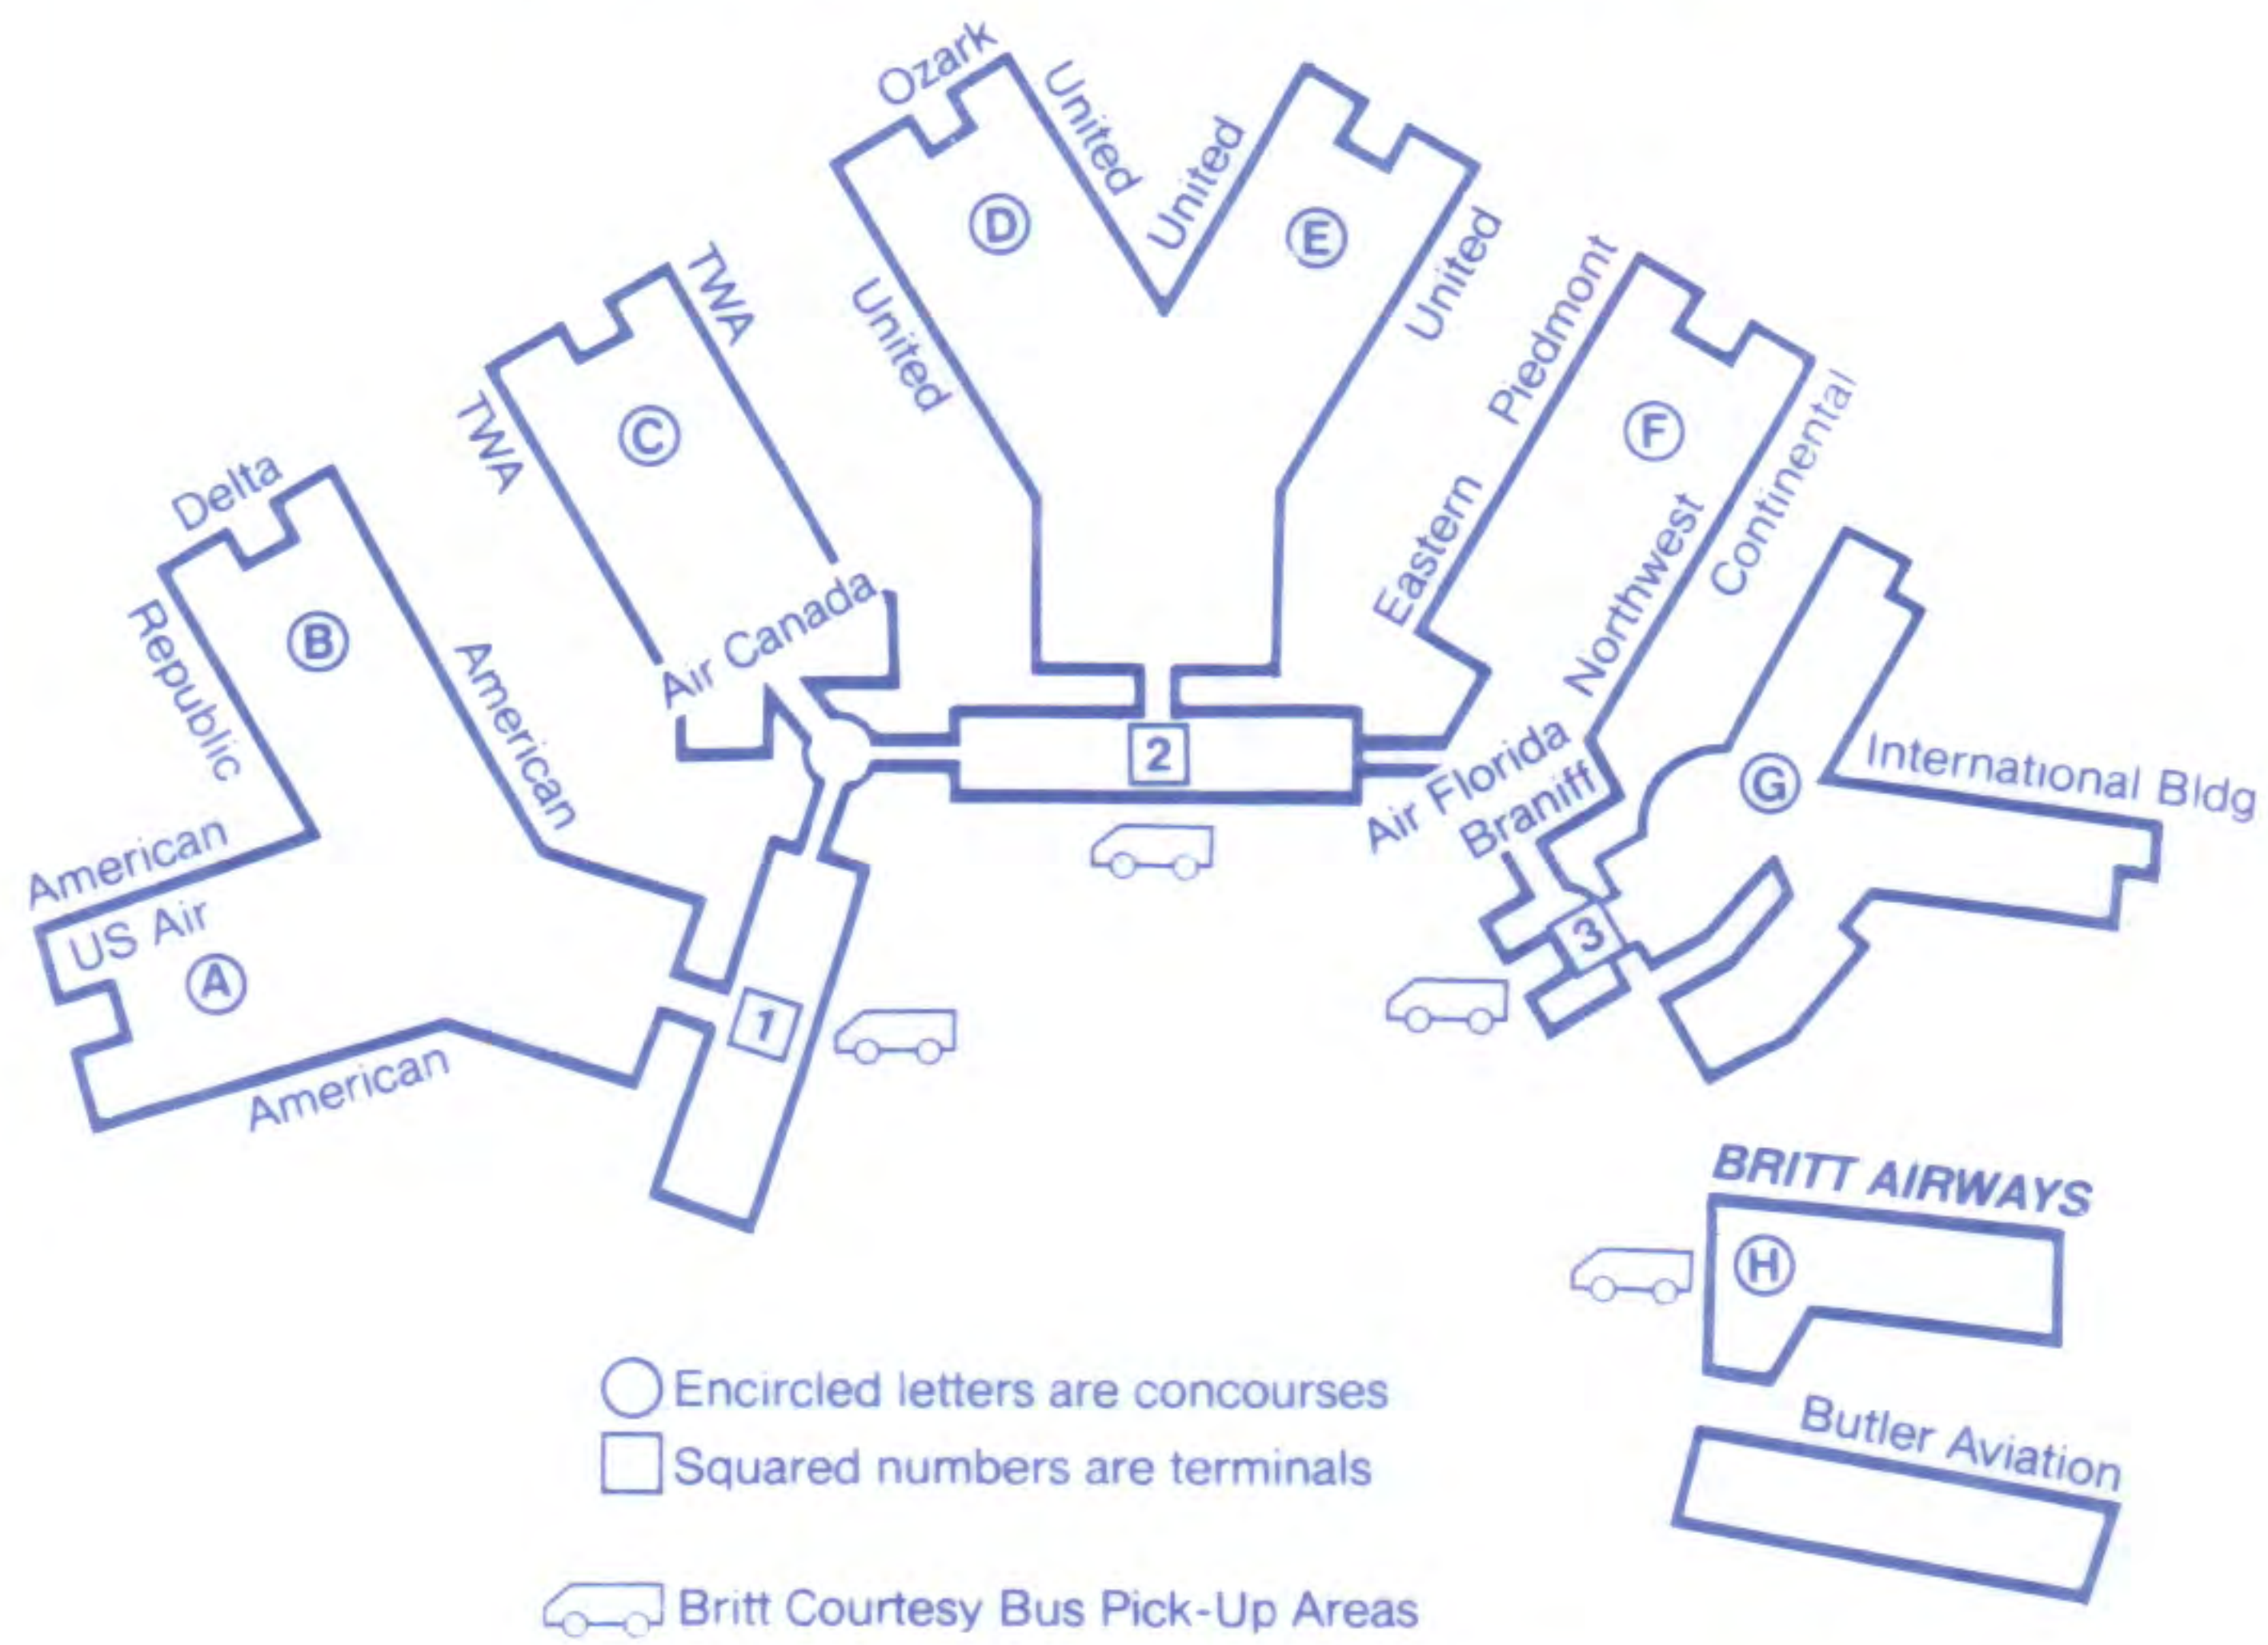 Ozark
United
United
D
E
United
United
TWA
TWA
C
Air Canada
Piedmont
Eastern
F
Continental
Northwest
Delta
B
Republic
American
American
US Air
A
American
1
2
Air Florida
Braniff
3
G
International Bldg
BRITT AIRWAYS
H
Butler Aviation
Encircled letters are concourses
Squared numbers are terminals
Britt Courtesy Bus Pick-Up Areas